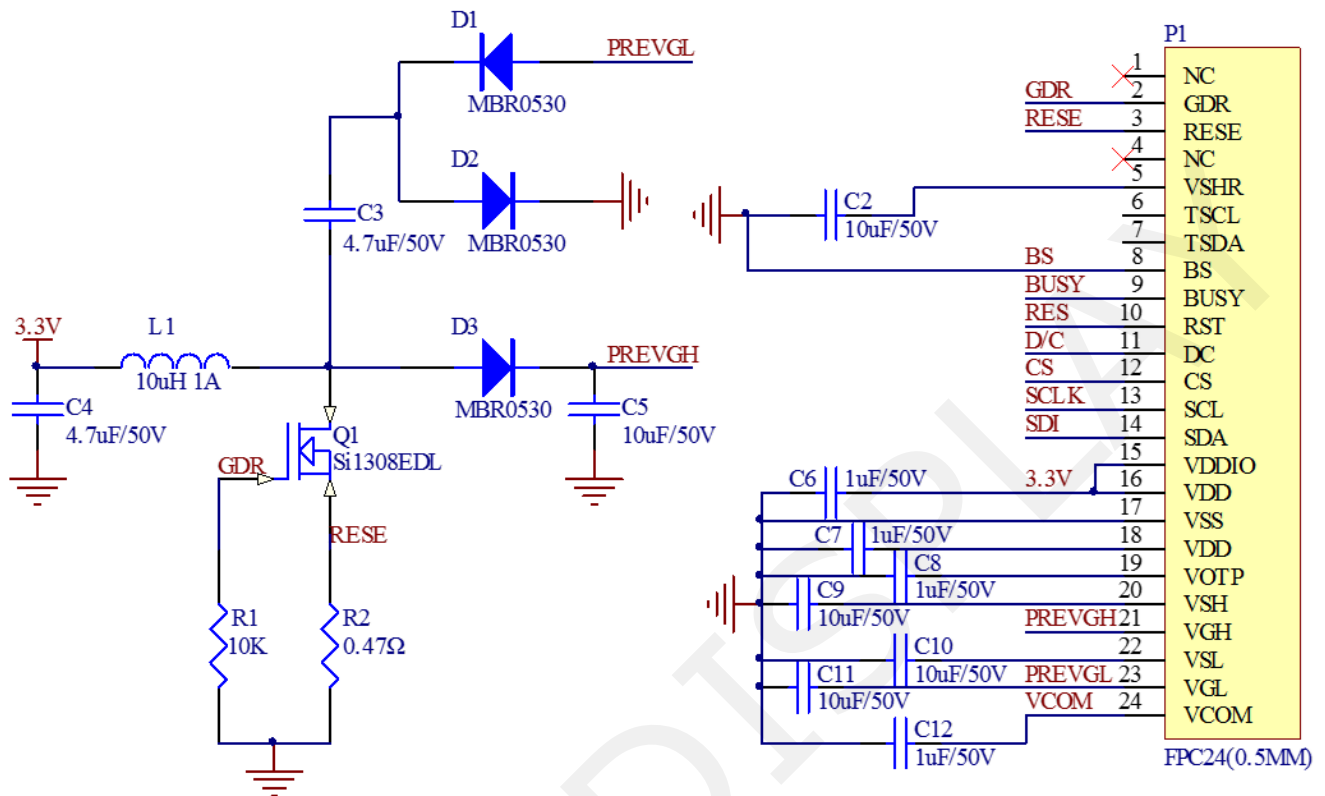 D1
PREVGL
MBR0530
D2
MBR0530
C3
4.7uF/50V
3.3V
L1
10uH 1A
D3
PREVGH
MBR0530
C4
4.7uF/50V
C5
10uF/50V
Q1
Si1308EDL
GDR
RESE
R1
10K
R2
0.47Ω
P1
1 NC
GDR 2 GDR
RESE 3 RESE
4 NC
5 VSHR
C2
10uF/50V
6 TSCL
7 TSDA
BS 8 BS
BUSY 9 BUSY
RES 10 RST
D/C 11 DC
CS 12 CS
SCLK 13 SCL
SDI 14 SDA
15 VDDIO
C6 1uF/50V 3.3V 16 VDD
17 VSS
C7 1uF/50V 18 VDD
C8 19 VOTP
1uF/50V
C9 20 VSH
10uF/50V
PREVGH 21 VGH
C10 22 VSL
10uF/50V
C11 PREVGL 23 VGL
10uF/50V
VCOM 24 VCOM
C12
1uF/50V
FPC24(0.5MM)
DISPLAY